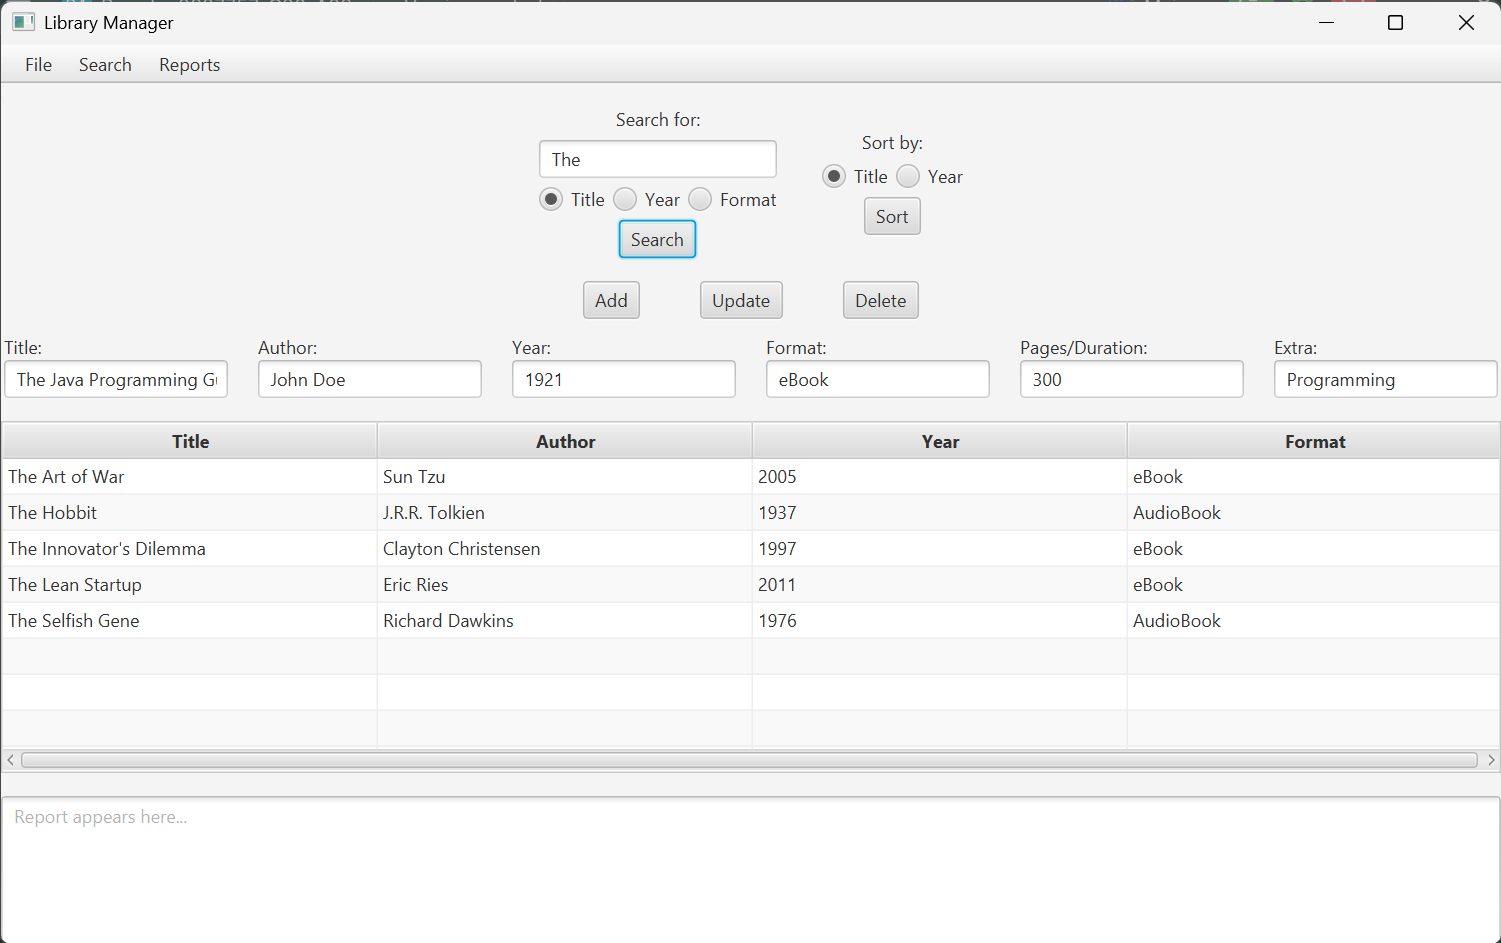 Library Manager
File Search Reports
Search for:
The
Title Year Format
Search
Sort by:
Title Year
Sort
Add Update Delete
Title: Author: Year: Format: Pages/Duration: Extra:
The Java Programming John Doe 1921 eBook 300 Programming
Title Author Year Format
The Art of War Sun Tzu 2005 eBook
The Hobbit J.R.R. Tolkien 1937 AudioBook
The Innovator's Dilemma Clayton Christensen 1997 eBook
The Lean Startup Eric Ries 2011 eBook
The Selfish Gene Richard Dawkins 1976 AudioBook
Report appears here...